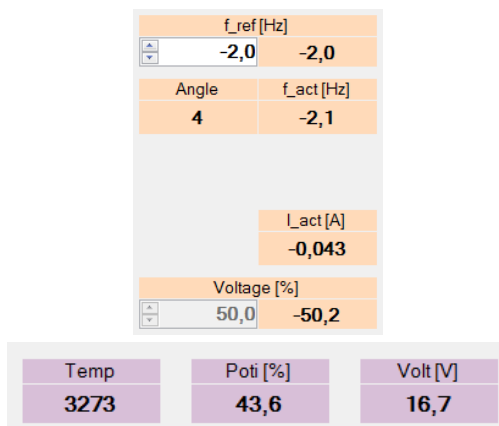 f_ref [Hz]
-2,0 -2,0
Angle f_act [Hz]
4 -2,1
I_act [A]
-0,043
Voltage [%]
50,0 -50,2
Temp Poti [%] Volt [V]
3273 43,6 16,7